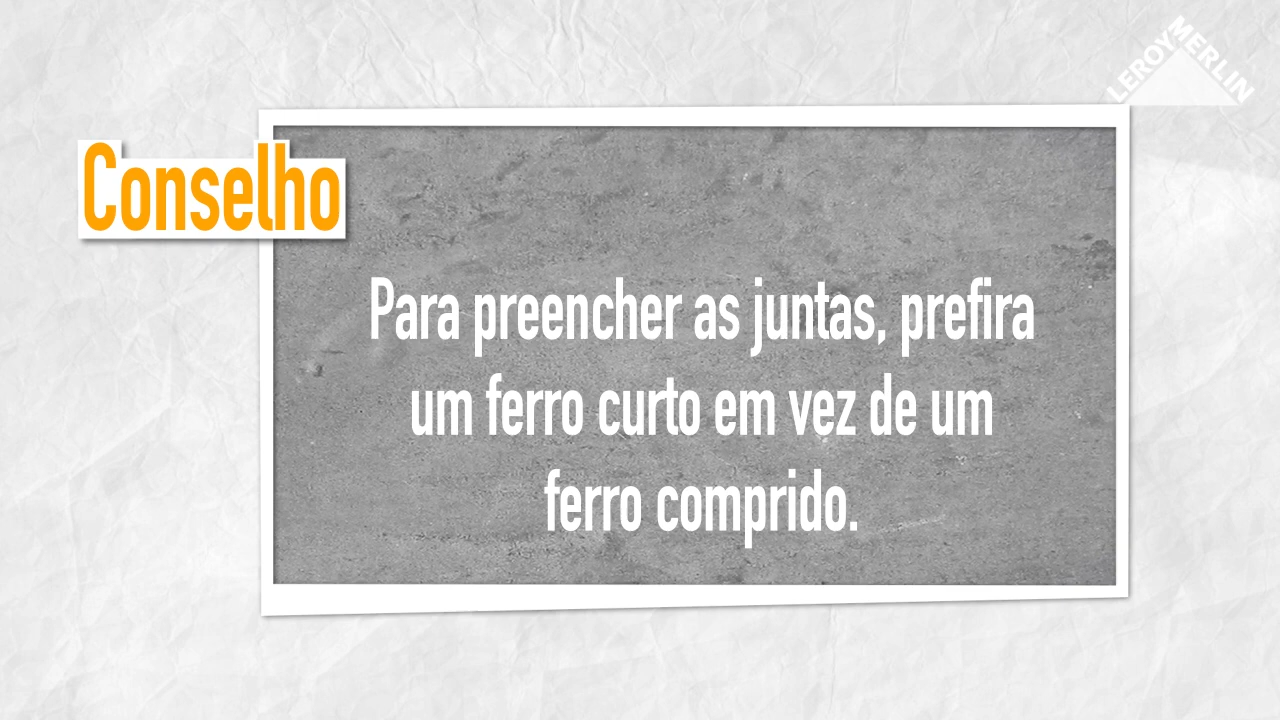 LEROY MERLIN
Conselho
Para preencher as juntas, prefira
um ferro curto em vez de um
ferro comprido.